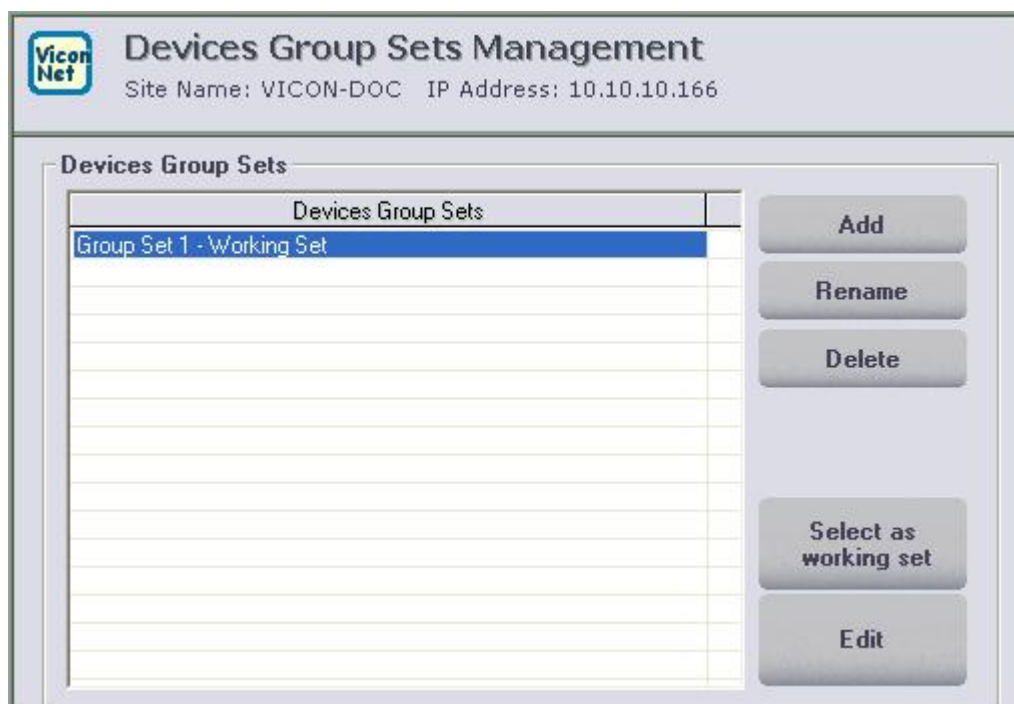 Vicon
Net
Devices Group Sets Management
Site Name: VICON-DOC IP Address: 10.10.10.166
Devices Group Sets
Devices Group Sets
Group Set 1 - Working Set
Add
Rename
Delete
Select as
working set
Edit